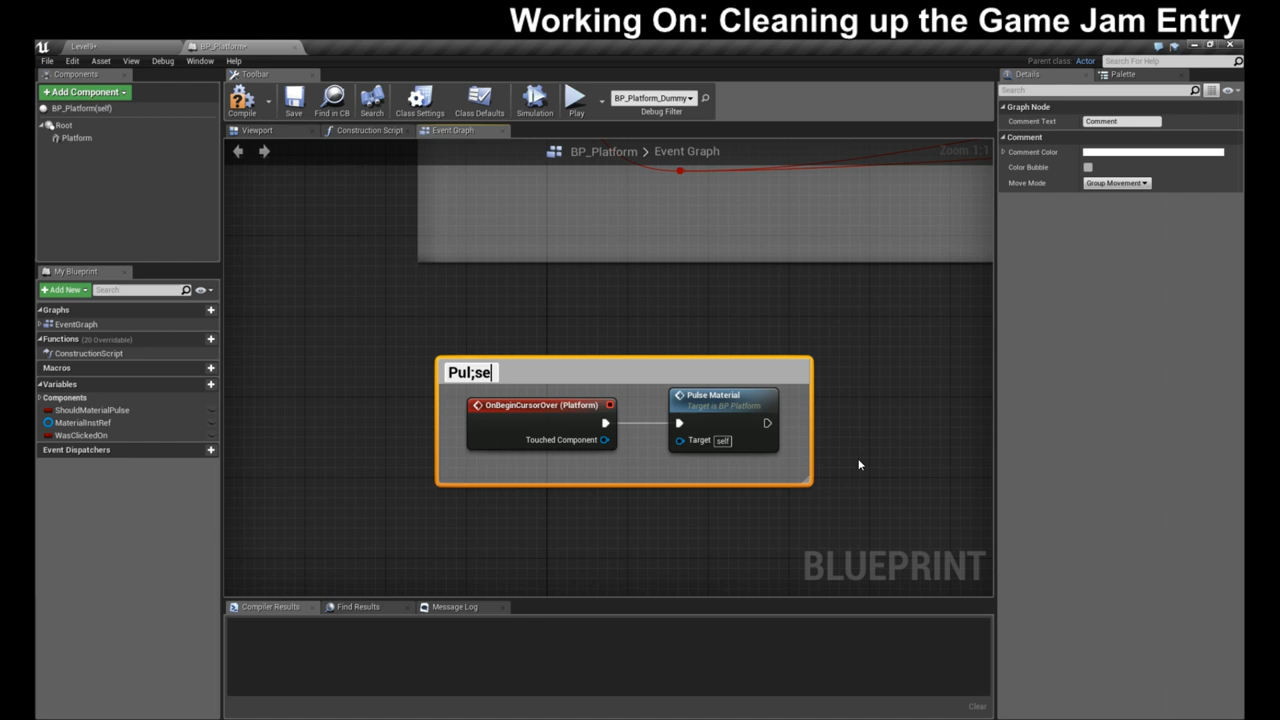 Working On: Cleaning up the Game Jam Entry
Level9*
BP_Platform*
File Edit Asset View Debug Window Help
Parent class: Actor
Search For Help
Components
Add Component
BP_Platform(self)
Root
Platform
Toolbar
Compile
Save
Find in CB
Search
Class Settings
Class Defaults
Simulation
Play
BP_Platform_Dummy
Debug Filter
Viewport
Construction Script
Event Graph
BP_Platform > Event Graph
Zoom 1:1
My Blueprint
Add New
Search
Graphs
EventGraph
Functions (20 Overridable)
ConstructionScript
Macros
Variables
Components
ShouldMaterialPulse
MaterialInstRef
WasClickedOn
Event Dispatchers
Pul;se
OnBeginCursorOver (Platform)
Touched Component
Pulse Material
Target is BP Platform
Target self
BLUEPRINT
Compiler Results
Find Results
Message Log
Clear
Details
Palette
Search
Graph Node
Comment Text Comment
Comment
Comment Color
Color Bubble
Move Mode Group Movement